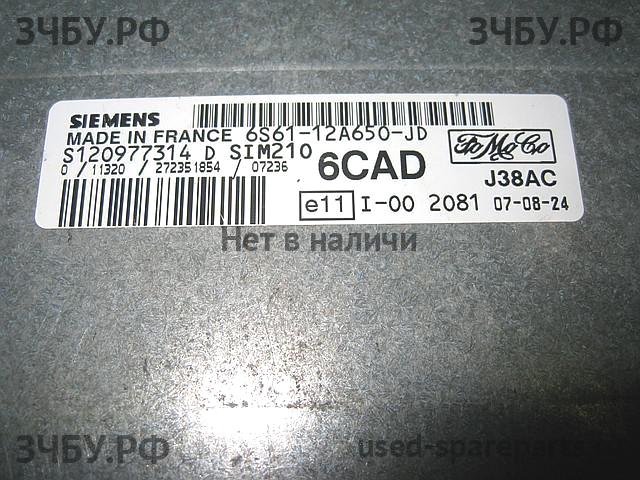 ЗЧБУ.РФ ЗЧБУ.РФ
SIEMENS
MADE IN FRANCE 6S61-12A650-JD
S120977314 D SIM210
0 / 11320 / 272351854 / 07236
6CAD
FoMoCo
J38AC
e11 I-00 2081 07-08-24
Нет в наличи
ЗЧБУ.РФ used-spareparts.